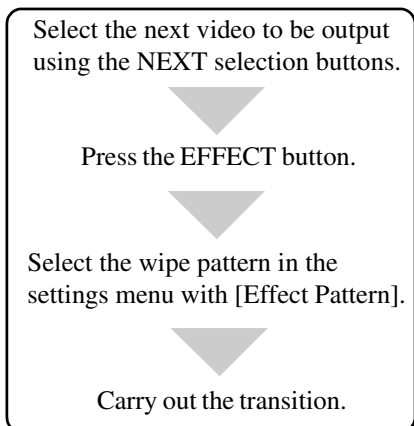 Select the next video to be output
using the NEXT selection buttons.
Press the EFFECT button.
Select the wipe pattern in the
settings menu with [Effect Pattern].
Carry out the transition.